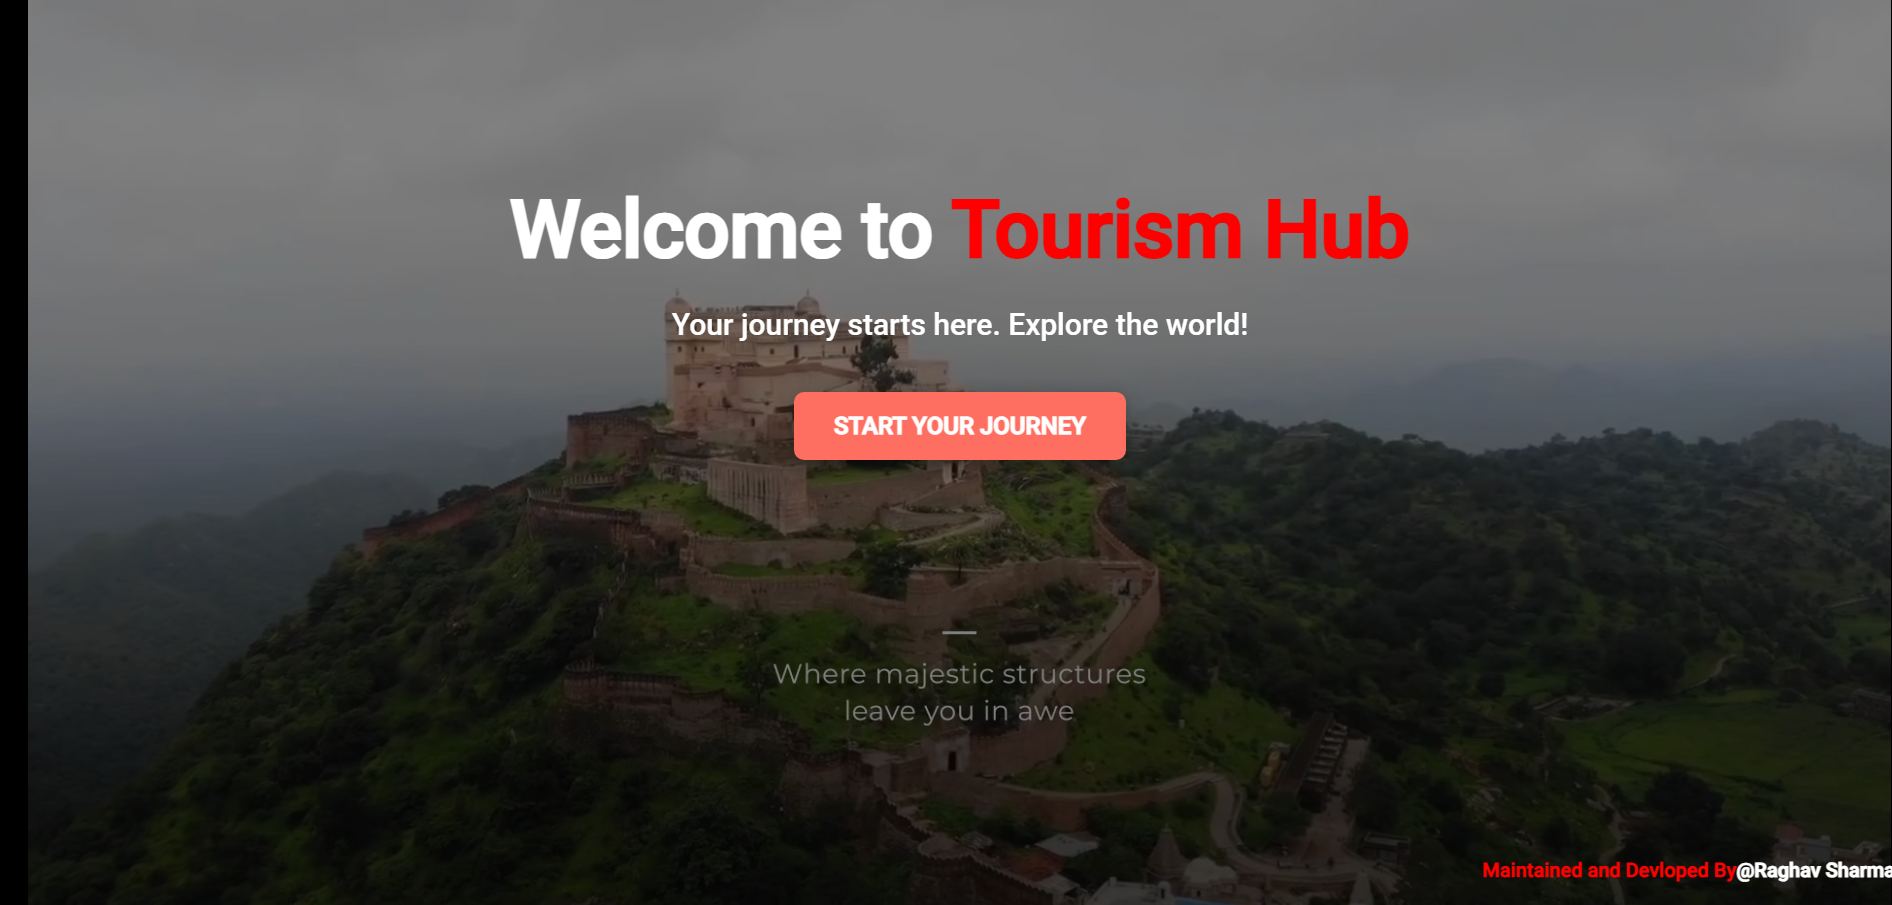 Welcome to Tourism Hub
Your journey starts here. Explore the world!
START YOUR JOURNEY
Where majestic structures
leave you in awe
Maintained and Devloped By@Raghav Sharma